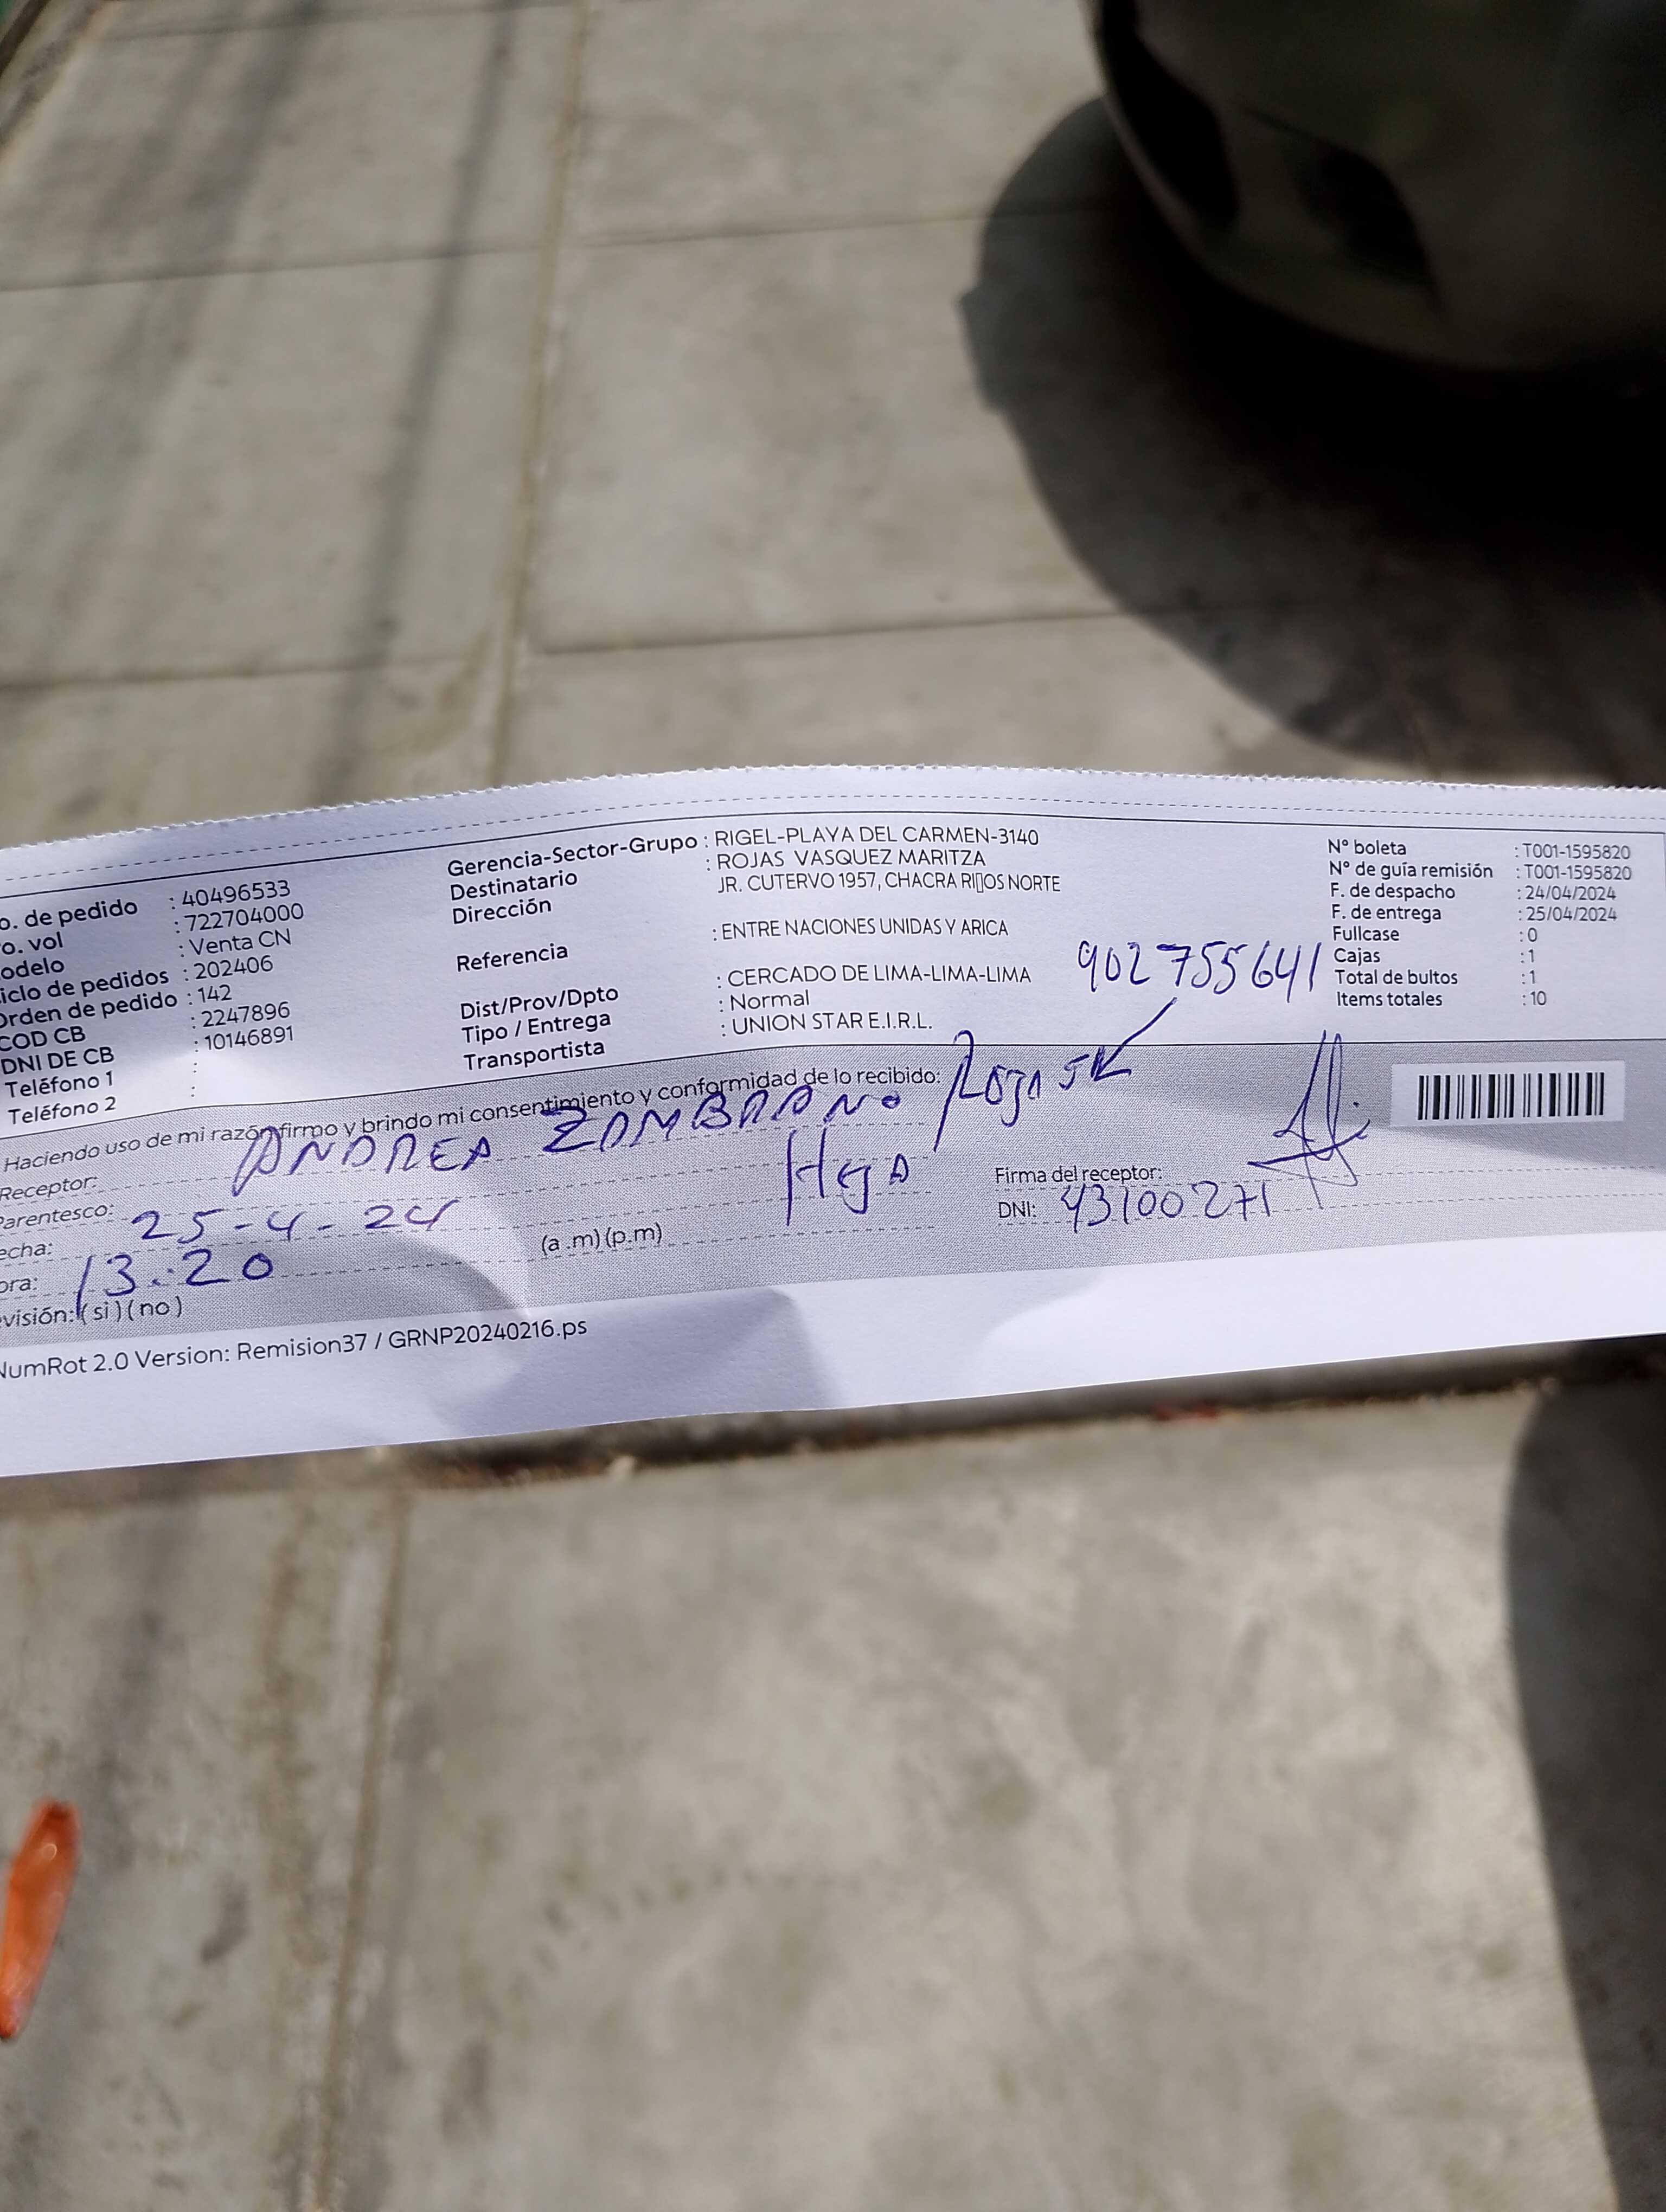 o. de pedido : 40496533
o. vol : 722704000
odelo : Venta CN
iclo de pedidos : 202406
Orden de pedido : 142
COD CB : 2247896
DNI DE CB : 10146891
Teléfono 1 :
Teléfono 2 :
Gerencia-Sector-Grupo : RIGEL-PLAYA DEL CARMEN-3140
Destinatario : ROJAS VASQUEZ MARITZA
Dirección JR. CUTERVO 1957, CHACRA RI▯OS NORTE
Referencia : ENTRE NACIONES UNIDAS Y ARICA
Dist/Prov/Dpto : CERCADO DE LIMA-LIMA-LIMA
Tipo / Entrega : Normal
Transportista : UNION STAR E.I.R.L.
Nº boleta : T001-1595820
Nº de guía remisión : T001-1595820
F. de despacho : 24/04/2024
F. de entrega : 25/04/2024
Fullcase : 0
Cajas : 1
Total de bultos : 1
Items totales : 10
902755641
Haciendo uso de mi razón firmo y brindo mi consentimiento y conformidad de lo recibido:
Receptor: ANDREA ZAMBRANO
Parentesco: HIJA
echa: 25-4-24
ora: 13:20 (a .m) (p.m)
visión: (si) (no)
Firma del receptor:
DNI: 43100271
NumRot 2.0 Version: Remision37 / GRNP20240216.ps